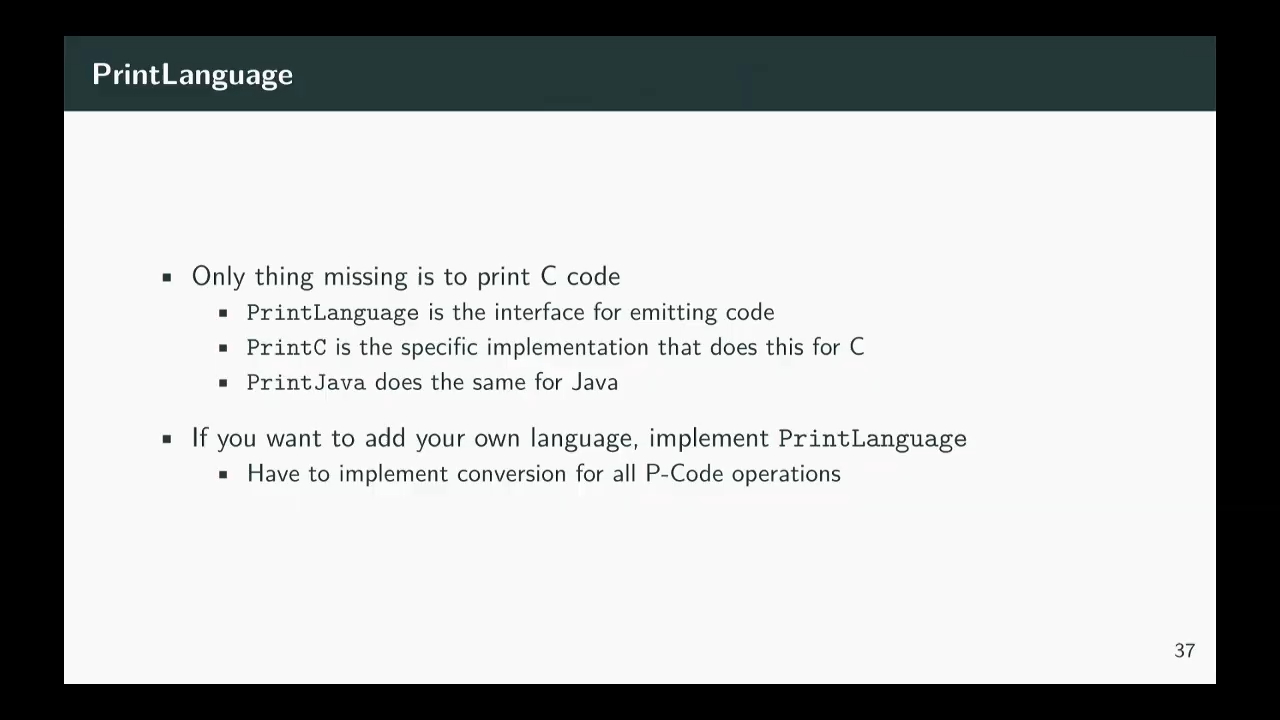 PrintLanguage
▪ Only thing missing is to print C code
▪ PrintLanguage is the interface for emitting code
▪ PrintC is the specific implementation that does this for C
▪ PrintJava does the same for Java
▪ If you want to add your own language, implement PrintLanguage
▪ Have to implement conversion for all P-Code operations
37